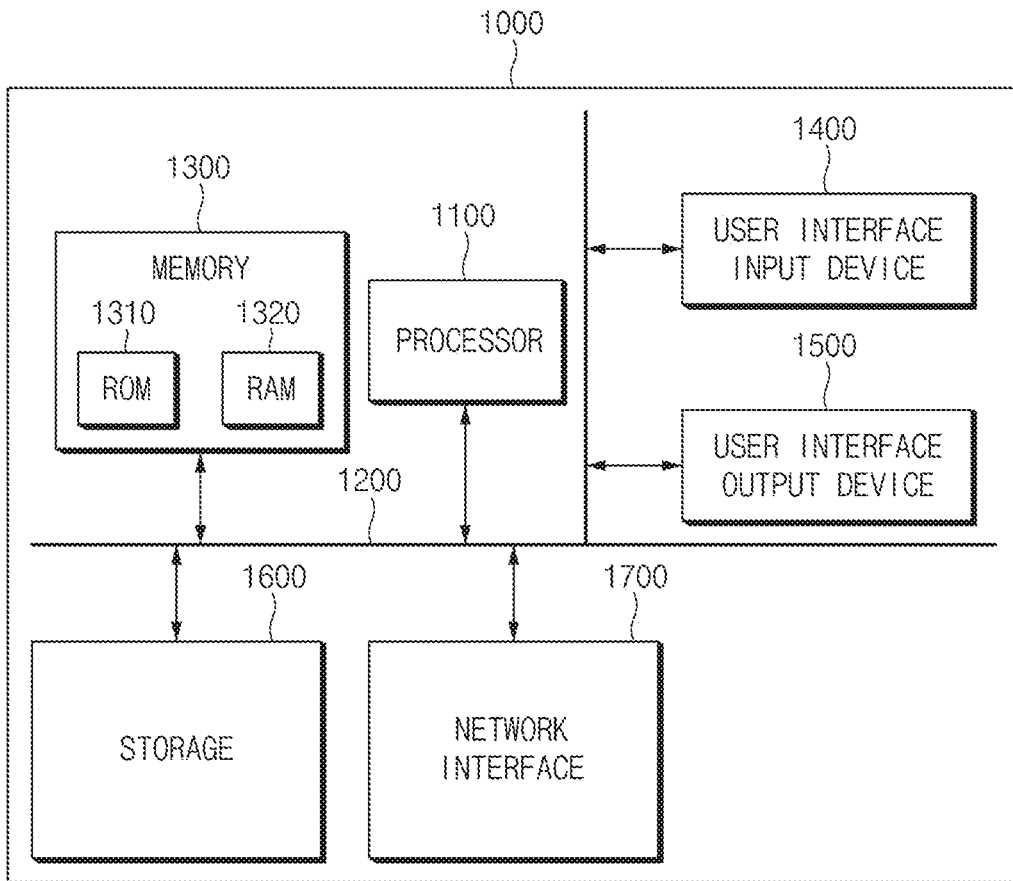 1000
1300
MEMORY
1310
ROM
1320
RAM
1100
PROCESSOR
1400
USER INTERFACE
INPUT DEVICE
1500
USER INTERFACE
OUTPUT DEVICE
1200
1600
STORAGE
1700
NETWORK
INTERFACE